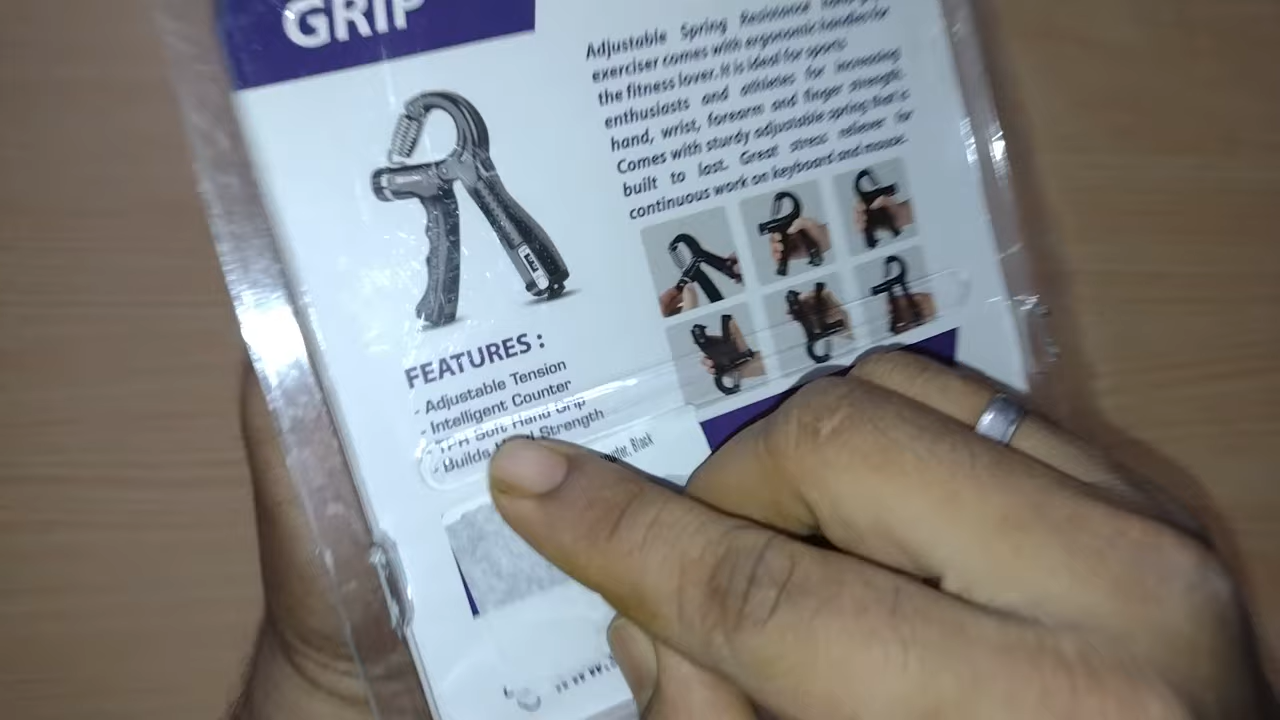 GRIP
Adjustable Spring Resistance
exerciser comes with ergonomic handles for
the fitness lover. It is ideal for sports
enthusiasts and athletes for increasing
hand, wrist, forearm and finger strength.
Comes with sturdy adjustable spring that's
built to last. Great stress reliever for
continuous work on keyboard and mouse.
FEATURES :
- Adjustable Tension
- Intelligent Counter
- TPR Soft Hand Grip
- Builds Strength
Black